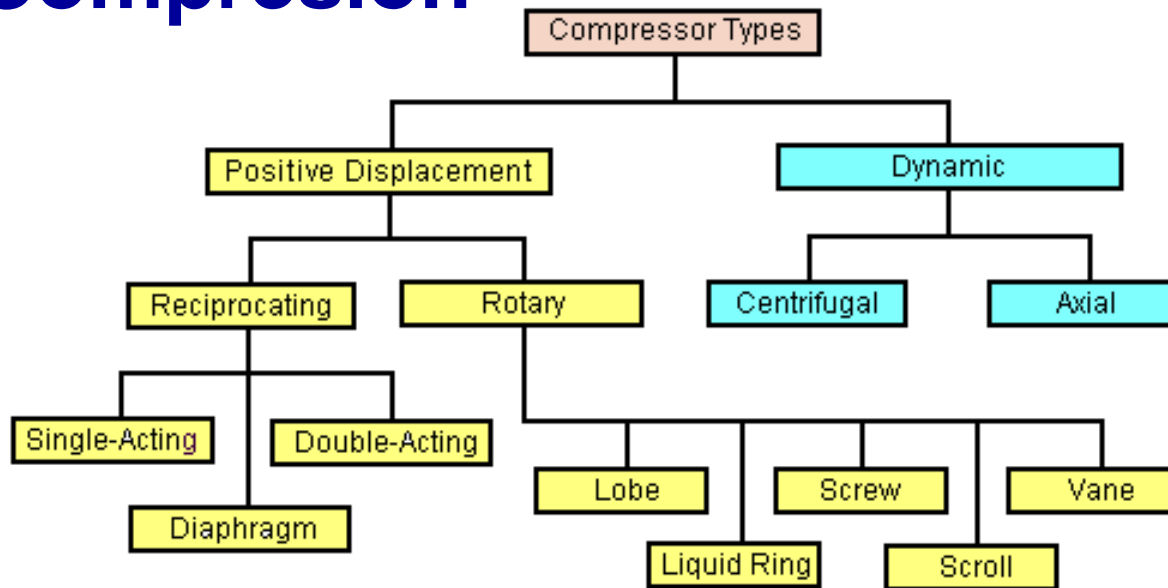 Compresión
Compressor Types
Positive Displacement
Dynamic
Reciprocating
Rotary
Centrifugal
Axial
Single-Acting
Double-Acting
Diaphragm
Lobe
Screw
Vane
Liquid Ring
Scroll